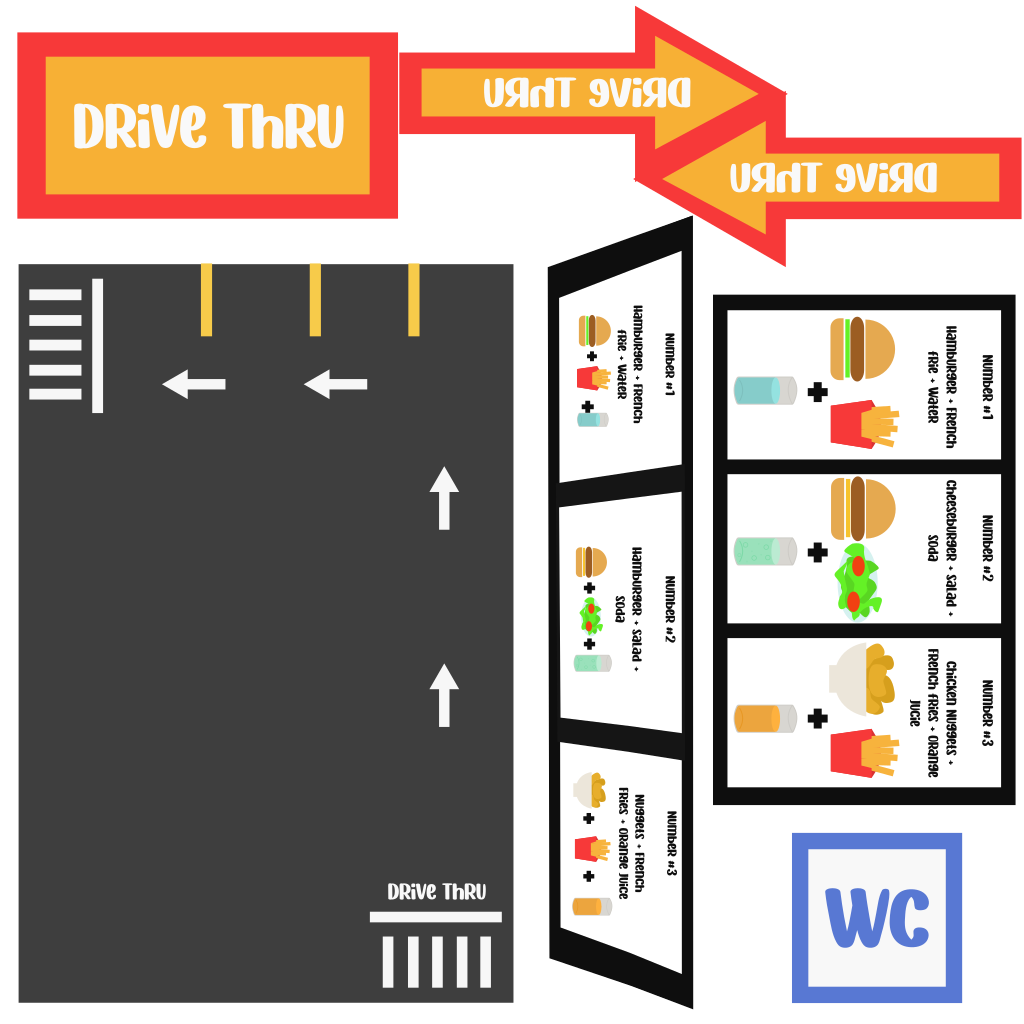 DRiVe ThRU
DRiVe ThRU
DRiVe ThRU
NUMBER #1
HAMBURGER + FRENCH
FRIE + WATER
NUMBER #2
HAMBURGER + SALAD +
SODA
NUMBER #3
NUGGETS + FRENCH
FRIES + ORANGE JUICE
NUMBER #1
HAMBURGER + FRENCH
FRIE + WATER
NUMBER #2
CHEESEBURGER + SALAD +
SODA
NUMBER #3
CHICKEN NUGGETS +
FRENCH FRIES + ORANGE
JUCIE
DRiVe ThRU
WC